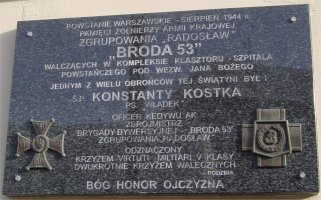 POWSTANIE WARSZAWSKIE - SIERPIEŃ 1944 r.
PAMIĘCI ŻOŁNIERZY ARMII KRAJOWEJ
ZGRUPOWANIA „RADOSŁAW"
„BRODA 53"
WALCZĄCYCH W KOMPLEKSIE KLASZTORU - SZPITALA
POWSTAŃCZEGO POD WEZW. JANA BOŻEGO
JEDNYM Z WIELU OBROŃCÓW TEJ ŚWIĄTYNI BYŁ :
Ś.P. KONSTANTY KOSTKA
PS. „WŁADEK"
OFICER KEDYWU AK
ZBROJMISTRZ
BRYGADY DYWERSYJNEJ „BRODA 53"
ZGRUPOWANIA „RADOSŁAW"
ODZNACZONY
KRZYŻEM VIRTUTI MILITARI V KLASY
DWUKROTNIE KRZYŻEM WALECZNYCH
RODZINA
BÓG HONOR OJCZYZNA